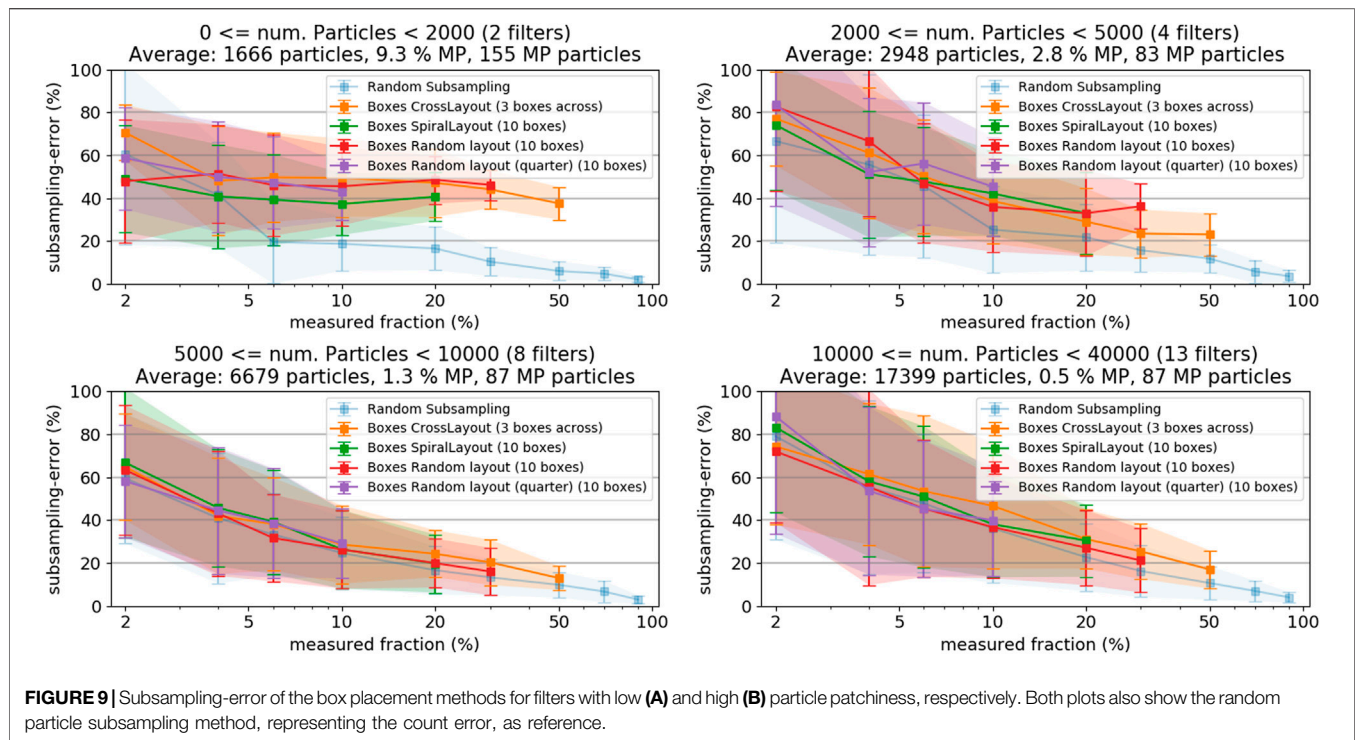 0 <= num. Particles < 2000 (2 filters)
Average: 1666 particles, 9.3 % MP, 155 MP particles
100
80
60
40
20
0
subsampling-error (%)
Random Subsampling
Boxes CrossLayout (3 boxes across)
Boxes SpiralLayout (10 boxes)
Boxes Random layout (10 boxes)
Boxes Random layout (quarter) (10 boxes)
2 5 10 20 50 100
measured fraction (%)
2000 <= num. Particles < 5000 (4 filters)
Average: 2948 particles, 2.8 % MP, 83 MP particles
100
80
60
40
20
0
subsampling-error (%)
Random Subsampling
Boxes CrossLayout (3 boxes across)
Boxes SpiralLayout (10 boxes)
Boxes Random layout (10 boxes)
Boxes Random layout (quarter) (10 boxes)
2 5 10 20 50 100
measured fraction (%)
5000 <= num. Particles < 10000 (8 filters)
Average: 6679 particles, 1.3 % MP, 87 MP particles
100
80
60
40
20
0
subsampling-error (%)
Random Subsampling
Boxes CrossLayout (3 boxes across)
Boxes SpiralLayout (10 boxes)
Boxes Random layout (10 boxes)
Boxes Random layout (quarter) (10 boxes)
2 5 10 20 50 100
measured fraction (%)
10000 <= num. Particles < 40000 (13 filters)
Average: 17399 particles, 0.5 % MP, 87 MP particles
100
80
60
40
20
0
subsampling-error (%)
Random Subsampling
Boxes CrossLayout (3 boxes across)
Boxes SpiralLayout (10 boxes)
Boxes Random layout (10 boxes)
Boxes Random layout (quarter) (10 boxes)
2 5 10 20 50 100
measured fraction (%)
FIGURE 9 | Subsampling-error of the box placement methods for filters with low (A) and high (B) particle patchiness, respectively. Both plots also show the random
particle subsampling method, representing the count error, as reference.